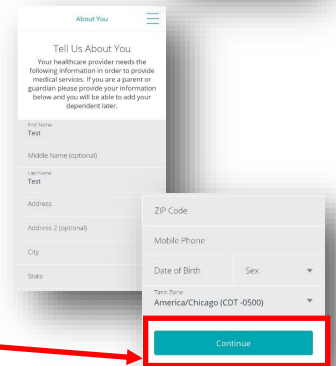 About You
Tell Us About You
Your healthcare provider needs the
following information in order to provide
medical services. If you are a parent or
guardian please provide your information
below and you will be able to add your
dependent later.
First Name
Test
Middle Name (optional)
Last Name
Test
Address
Address 2 (optional)
City
State
ZIP Code
Mobile Phone
Date of Birth Sex
Time Zone
America/Chicago (CDT -0500)
Continue